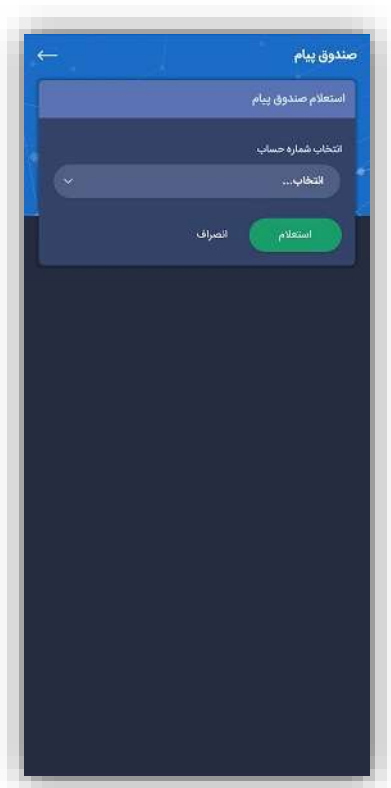 صندوق پیام
استعلام صندوق پیام
انتخاب شماره حساب
انتخاب...
استعلام
انصراف